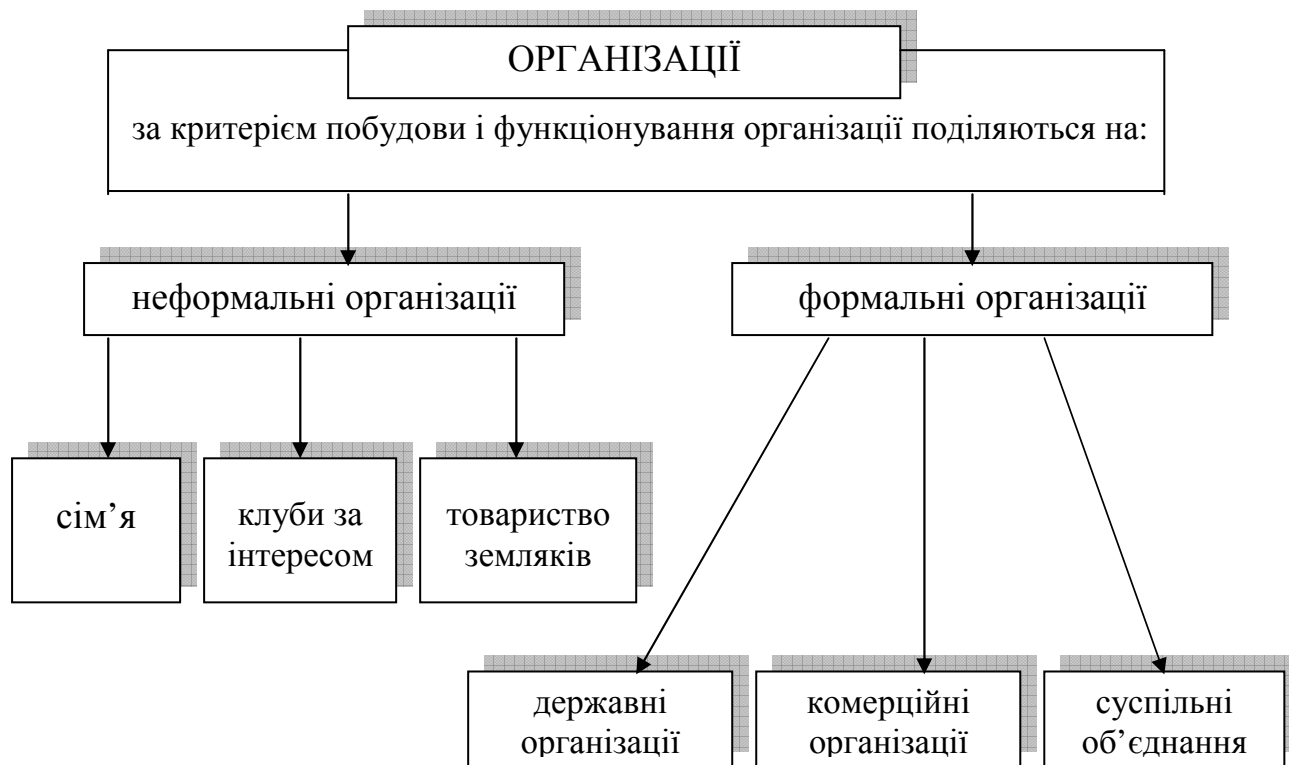 ОРГАНІЗАЦІЇ
за критерієм побудови і функціонування організації поділяються на:
неформальні організації
формальні організації
сім’я
клуби за
інтересом
товариство
земляків
державні
організації
комерційні
організації
суспільні
об’єднання